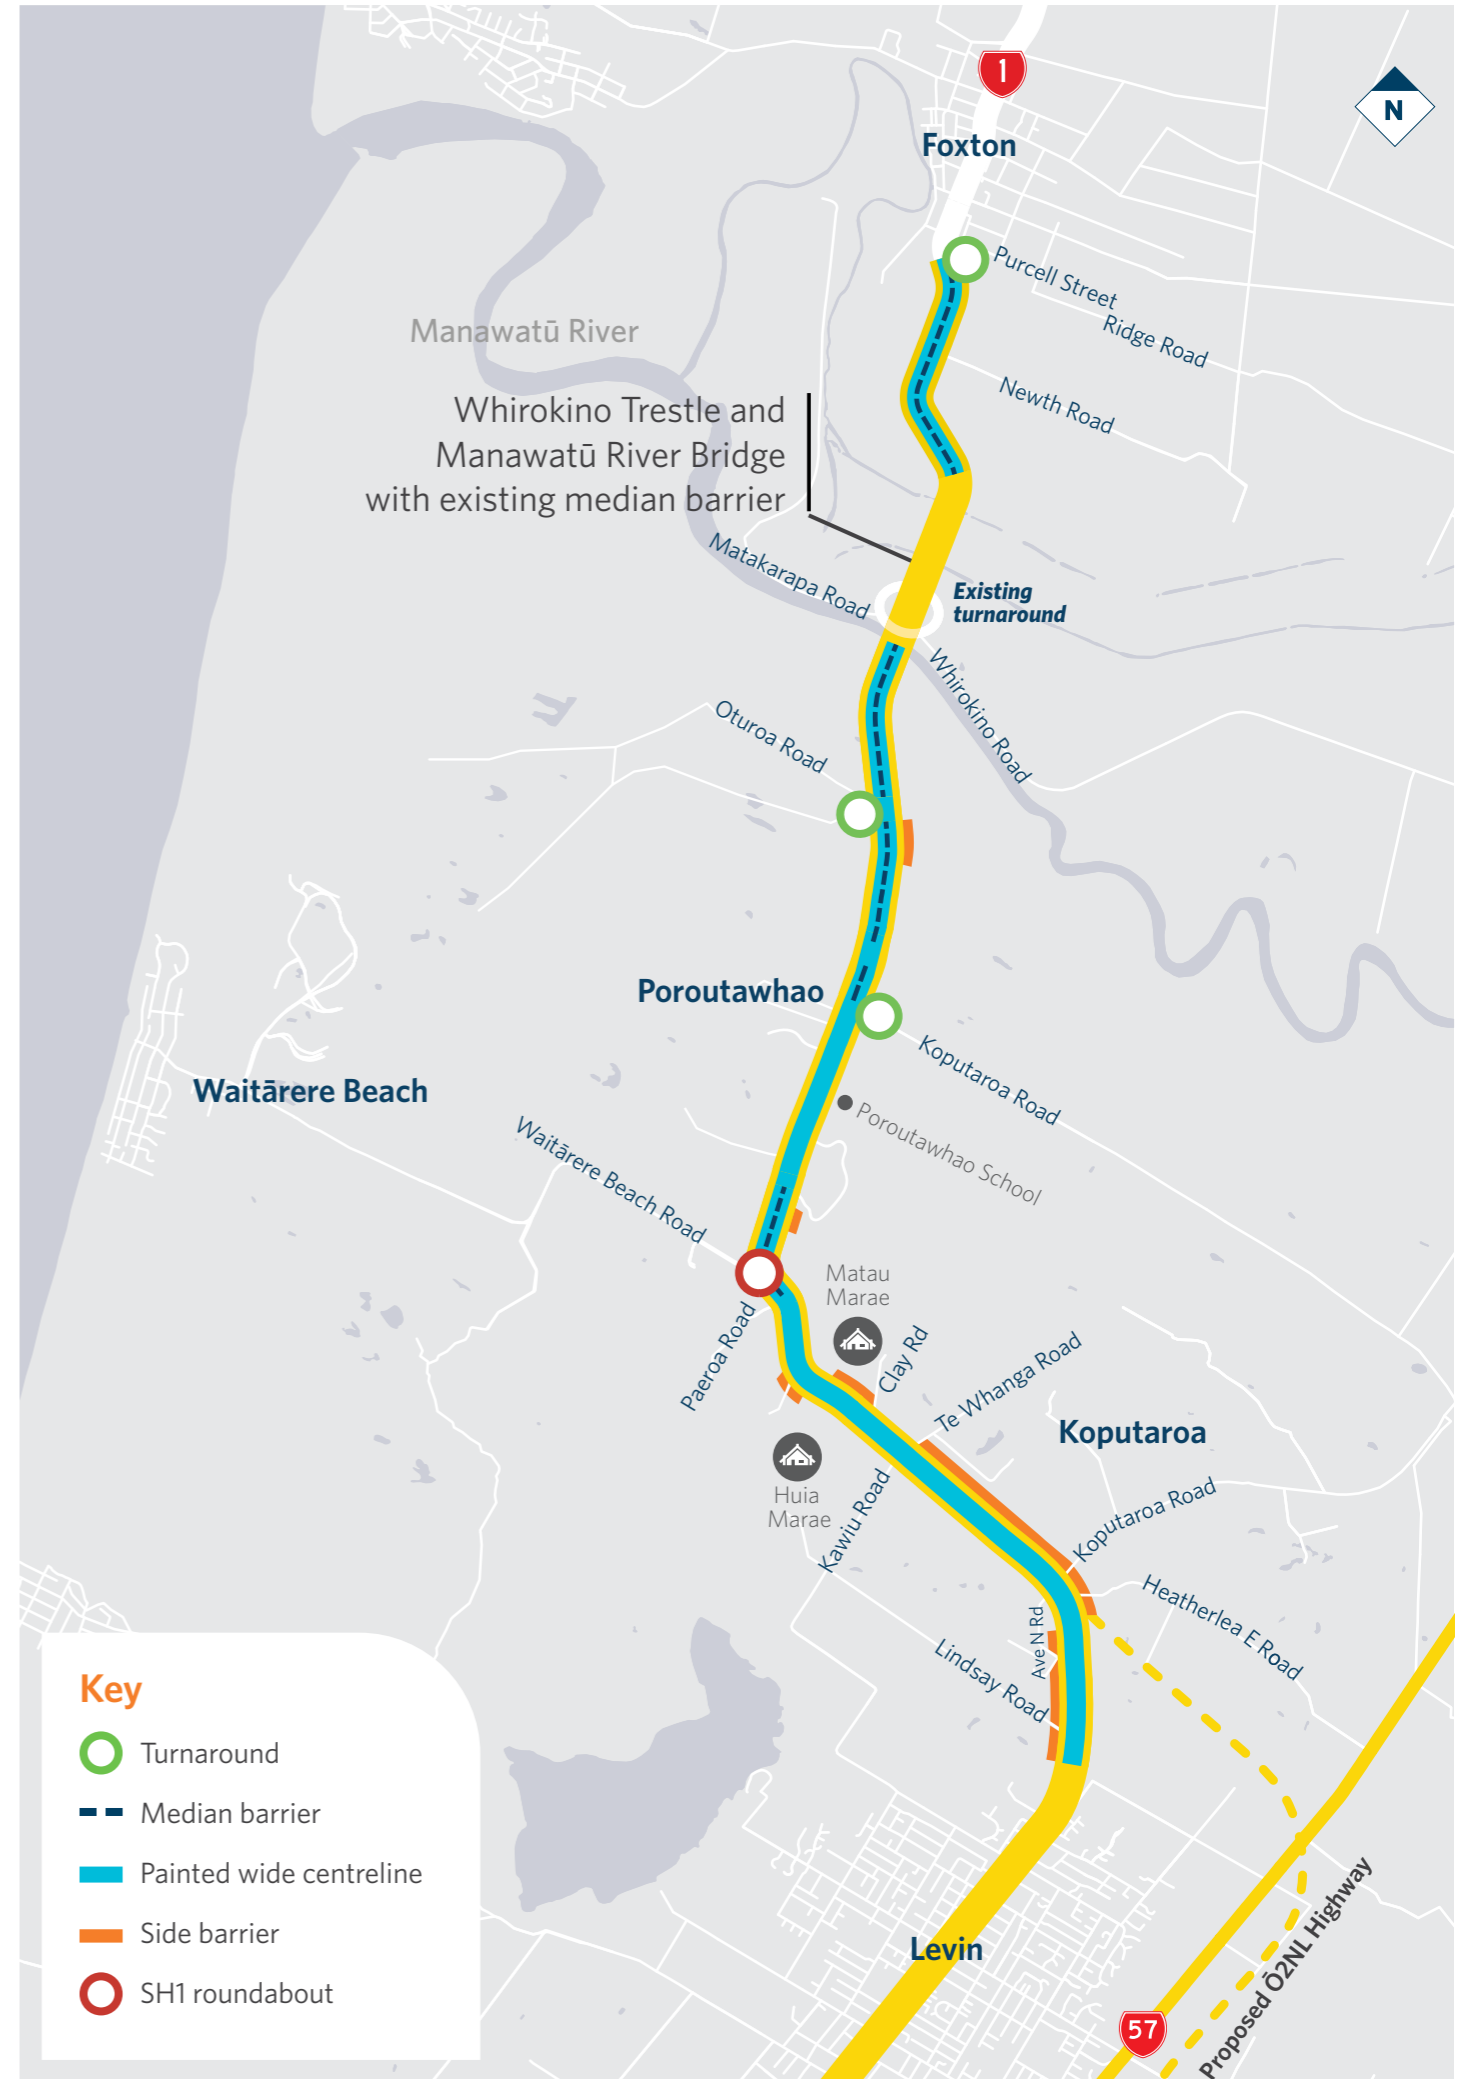 1
N
Foxton
Purcell Street
Ridge Road
Manawatū River
Newth Road
Whirokino Trestle and
Manawatū River Bridge
with existing median barrier
Matakarapa Road
Existing
turnaround
Whirokino Road
Oturoa Road
Poroutawhao
Koputaroa Road
Waitārere Beach
Poroutawhao School
Waitārere Beach Road
Matau
Marae
Paeroa Road
Clay Rd
Te Whanga Road
Koputaroa
Huia
Marae
Kawiu Road
Koputaroa Road
Heatherlea E Road
Ave N Rd
Lindsay Road
Key
Turnaround
Median barrier
Painted wide centreline
Side barrier
SH1 roundabout
Levin
57
Proposed Ō2NL Highway